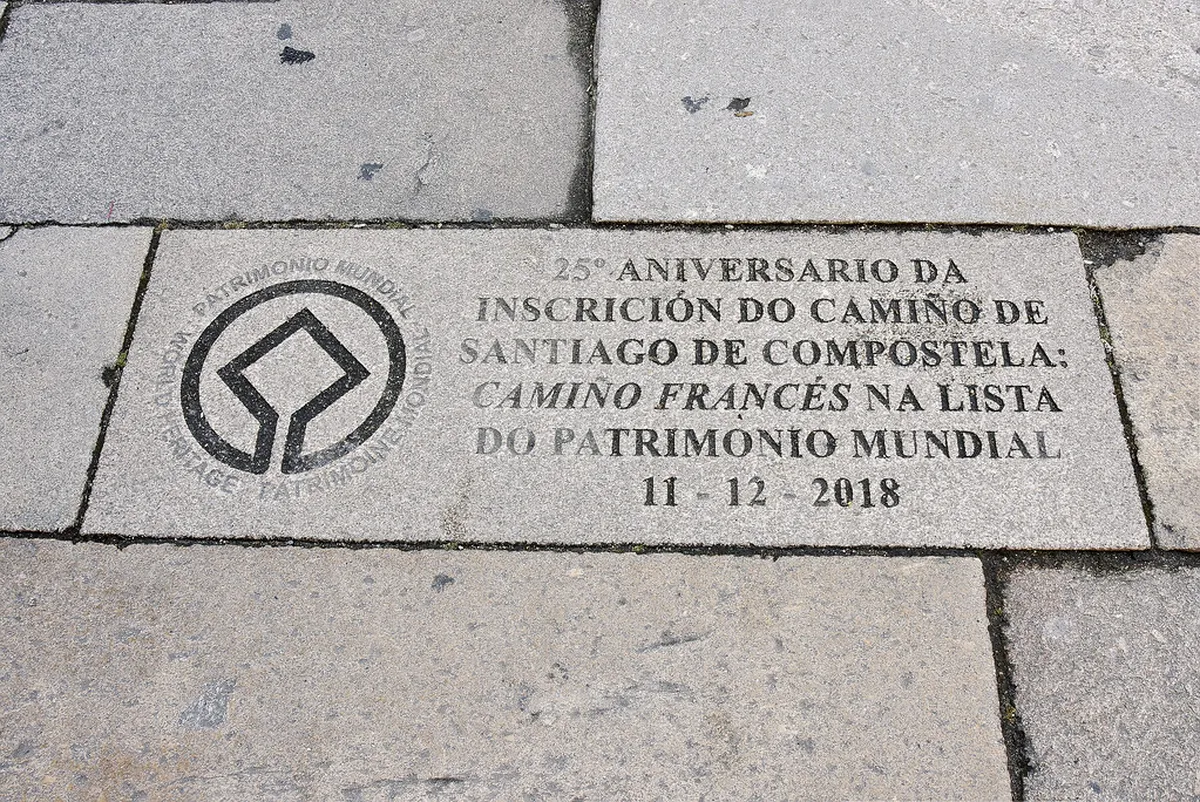 WORLD HERITAGE · PATRIMOINE MONDIAL · PATRIMONIO MUNDIAL
25º ANIVERSARIO DA
INSCRICIÓN DO CAMIÑO DE
SANTIAGO DE COMPOSTELA:
CAMIÑO FRANCÉS NA LISTA
DO PATRIMÓNIO MUNDIAL
11 - 12 - 2018